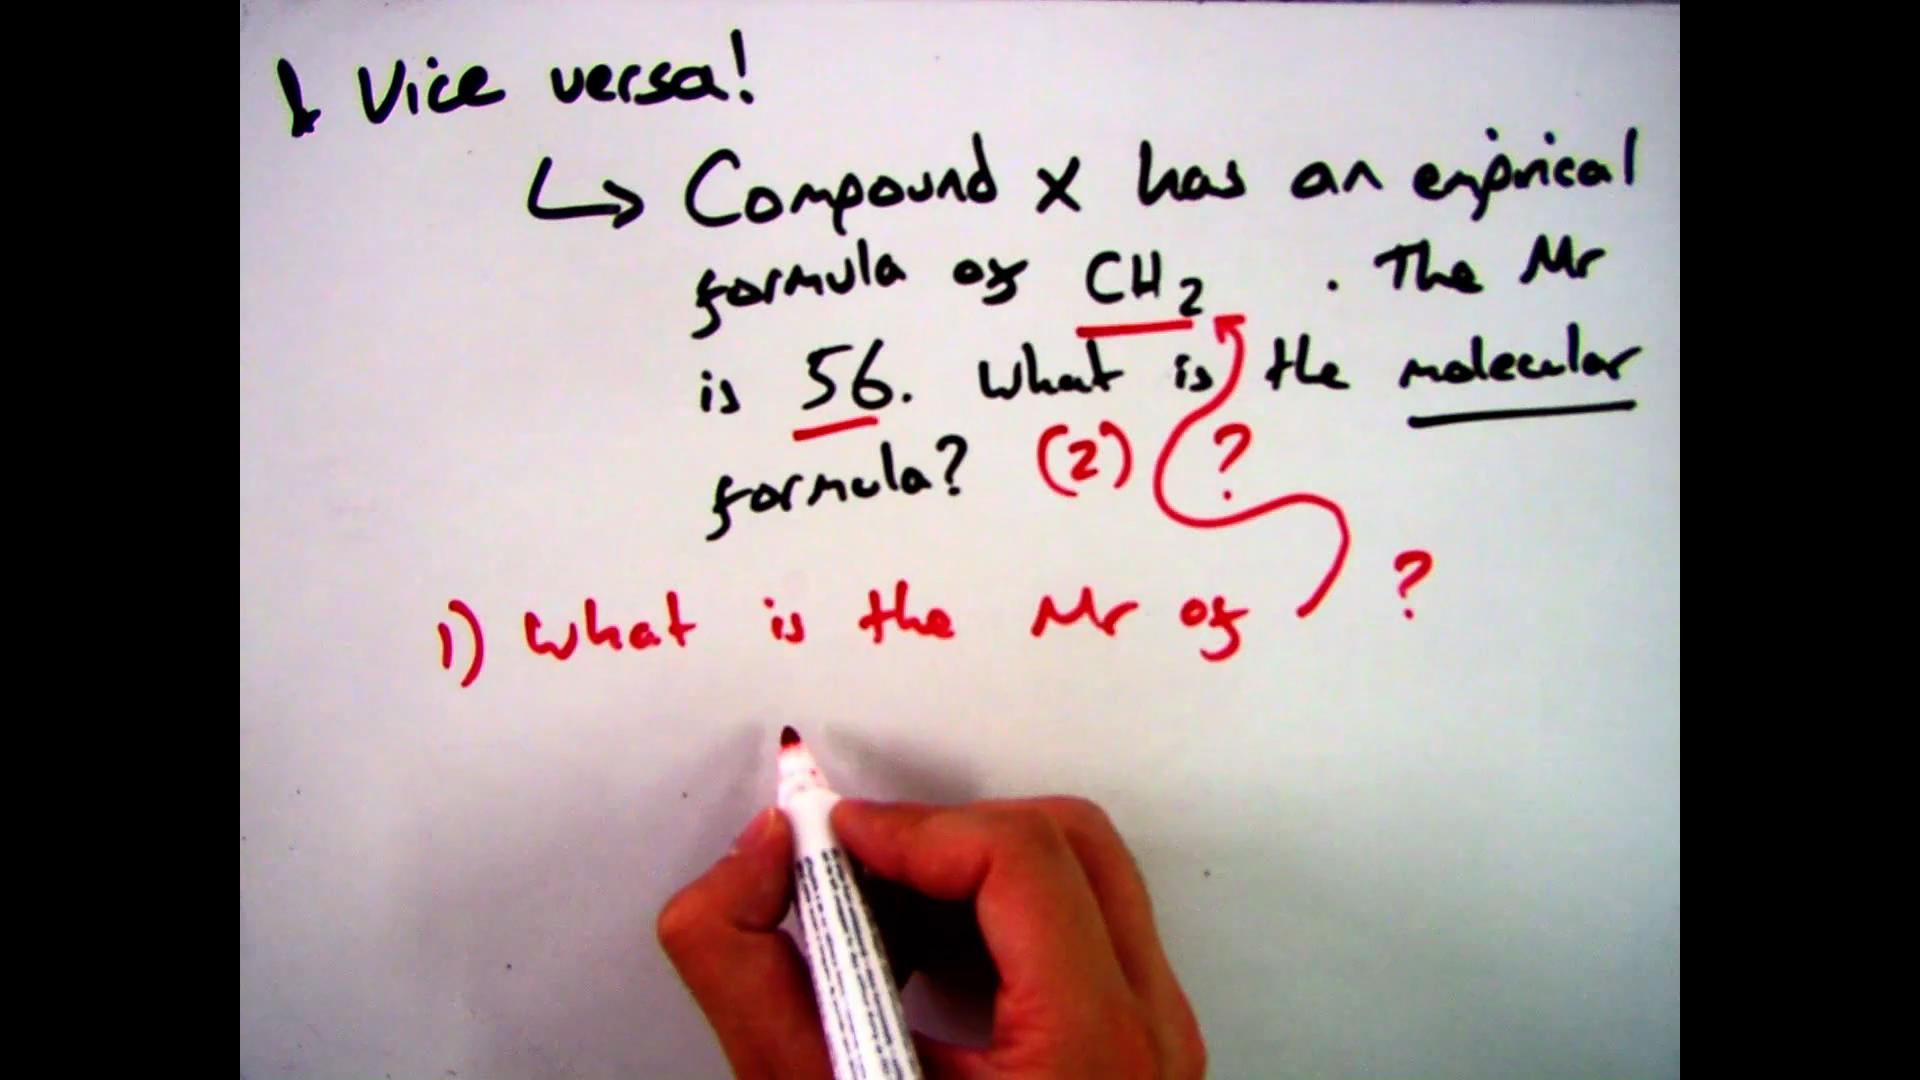 & Vice versa!
↳ Compound X has an empirical
formula of CH₂ . The Mr
is 56. What is the molecular
formula? (2) ?
1) What is the Mr of ?